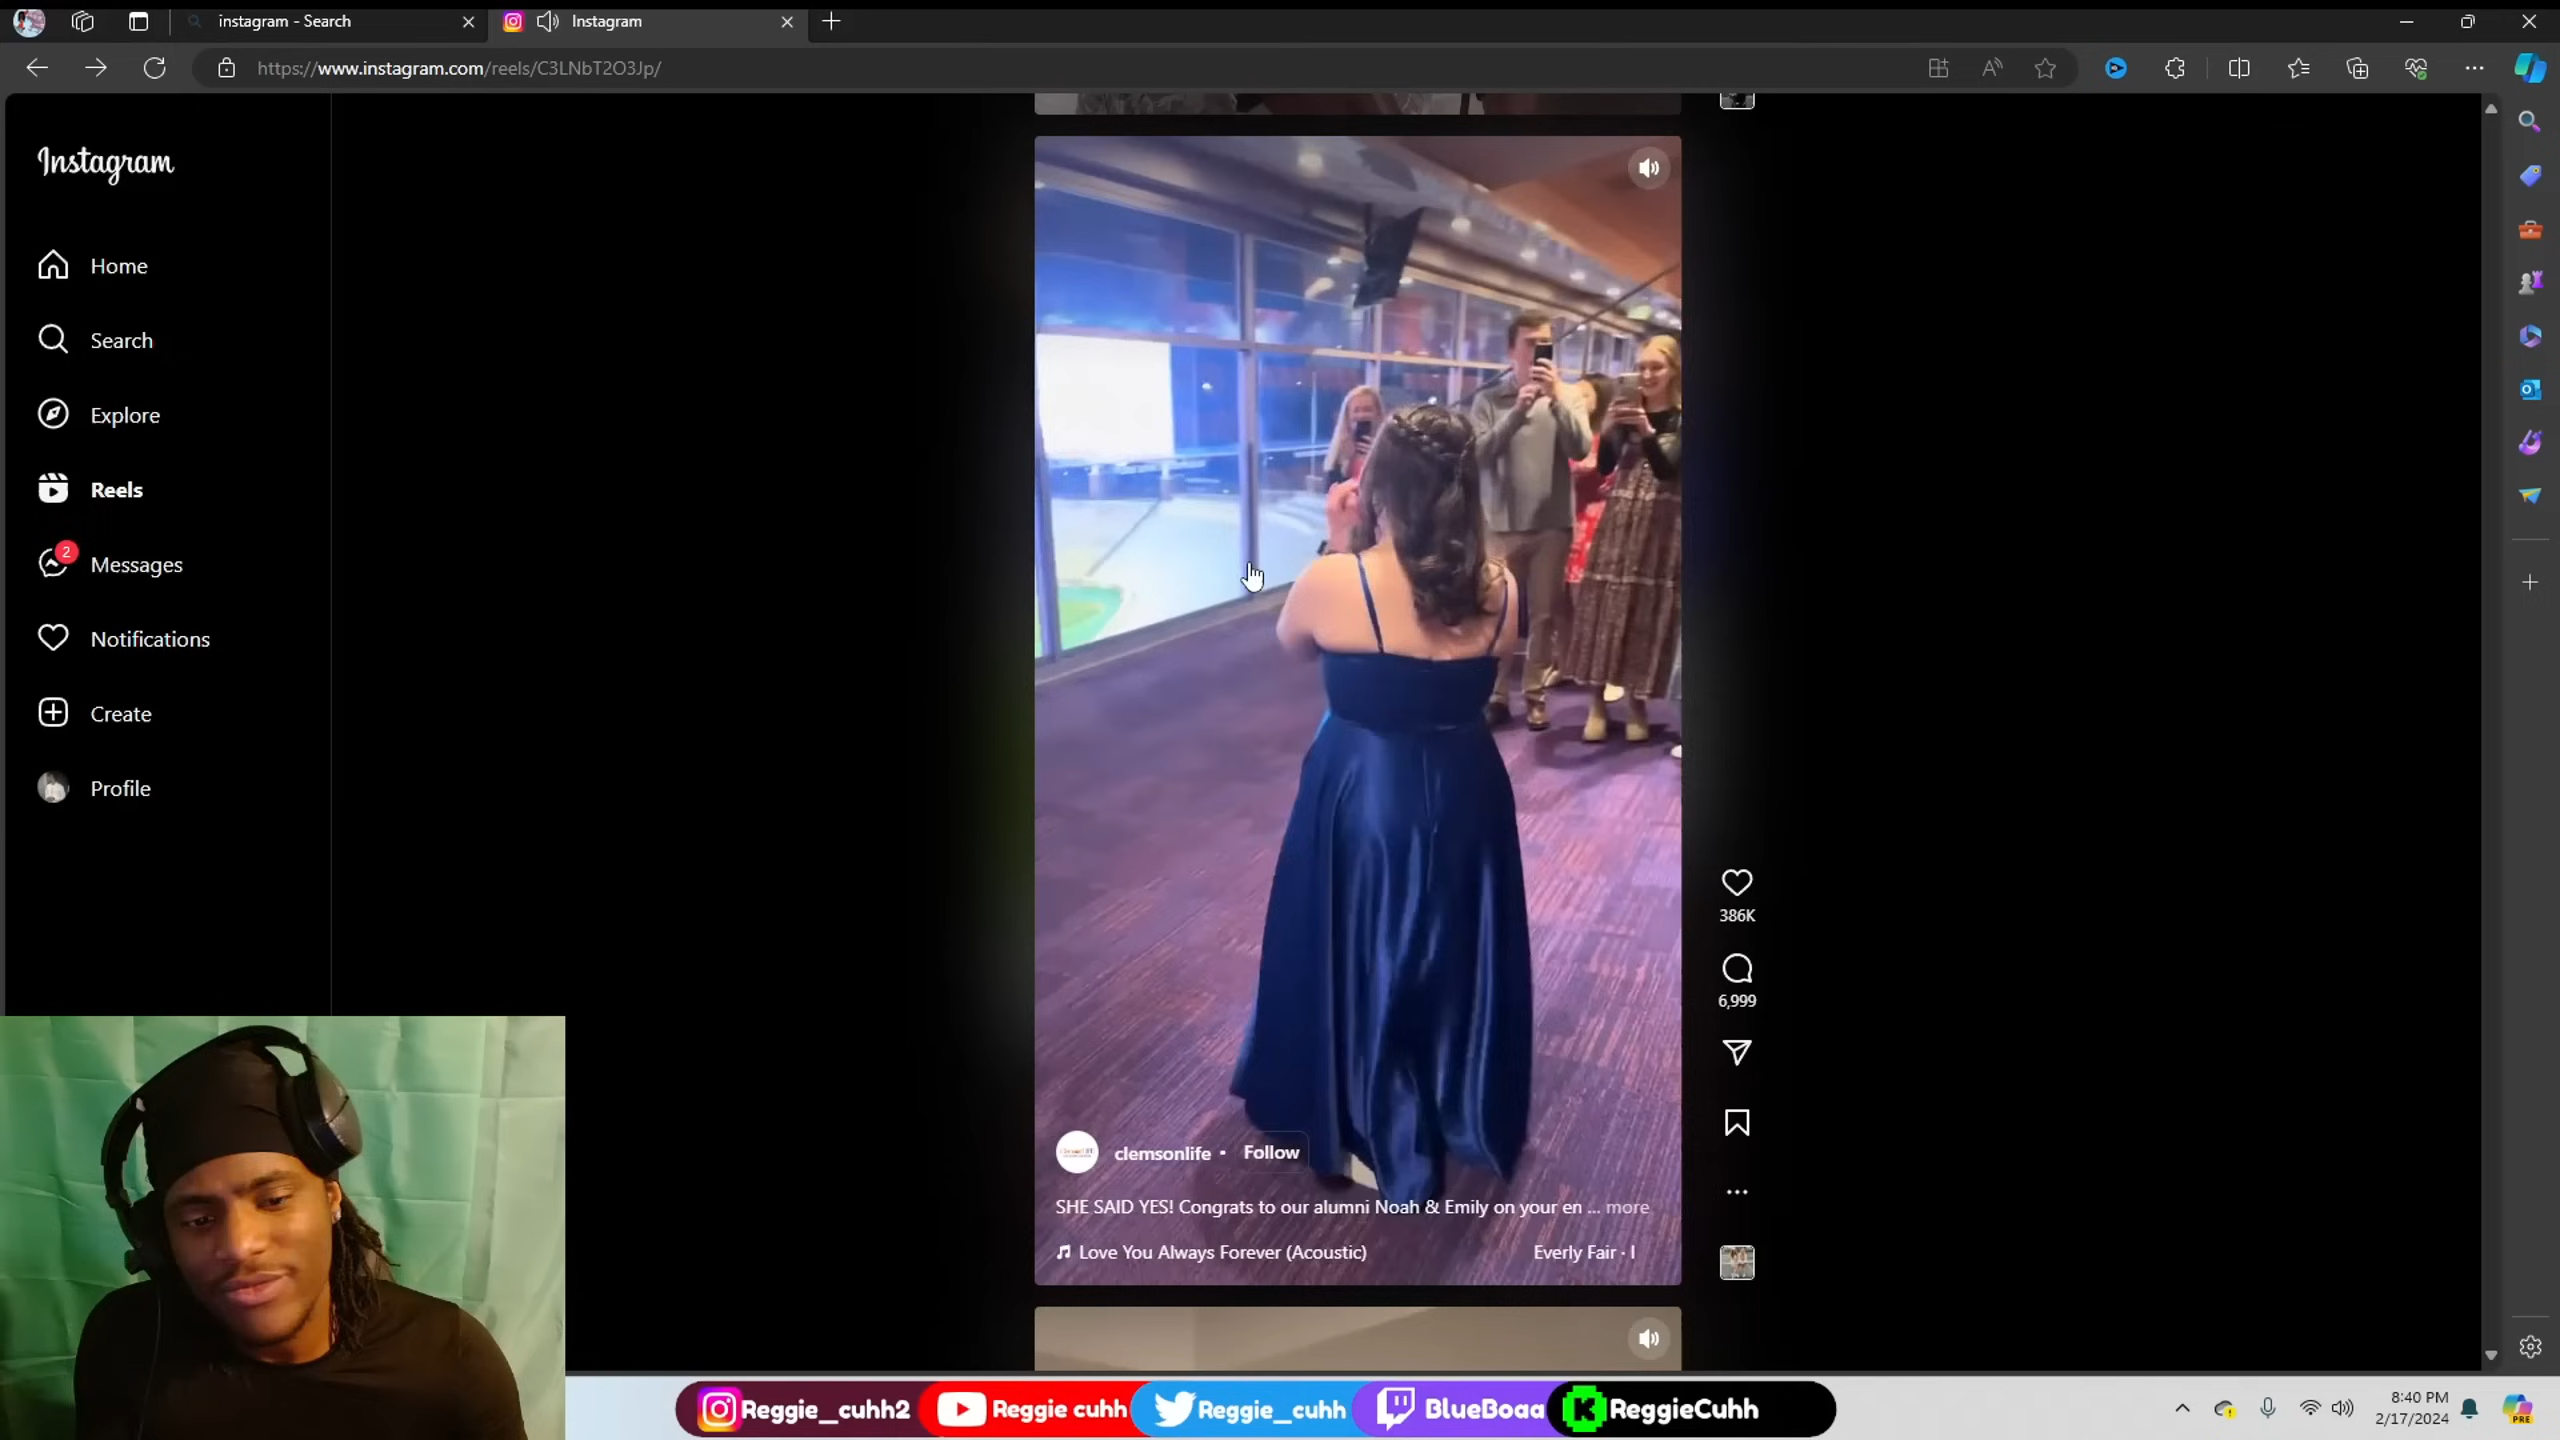 instagram - Search
Instagram
https://www.instagram.com/reels/C3LNbT2O3Jp/
Instagram
Home
Search
Explore
Reels
2
Messages
Notifications
Create
Profile
386K
6,999
clemsonlife • Follow
SHE SAID YES! Congrats to our alumni Noah & Emily on your en ... more
Love You Always Forever (Acoustic) Everly Fair · I
Reggie_cuhh2 Reggie cuhh Reggie_cuhh BlueBoaa K ReggieCuhh
8:40 PM
2/17/2024
PRE